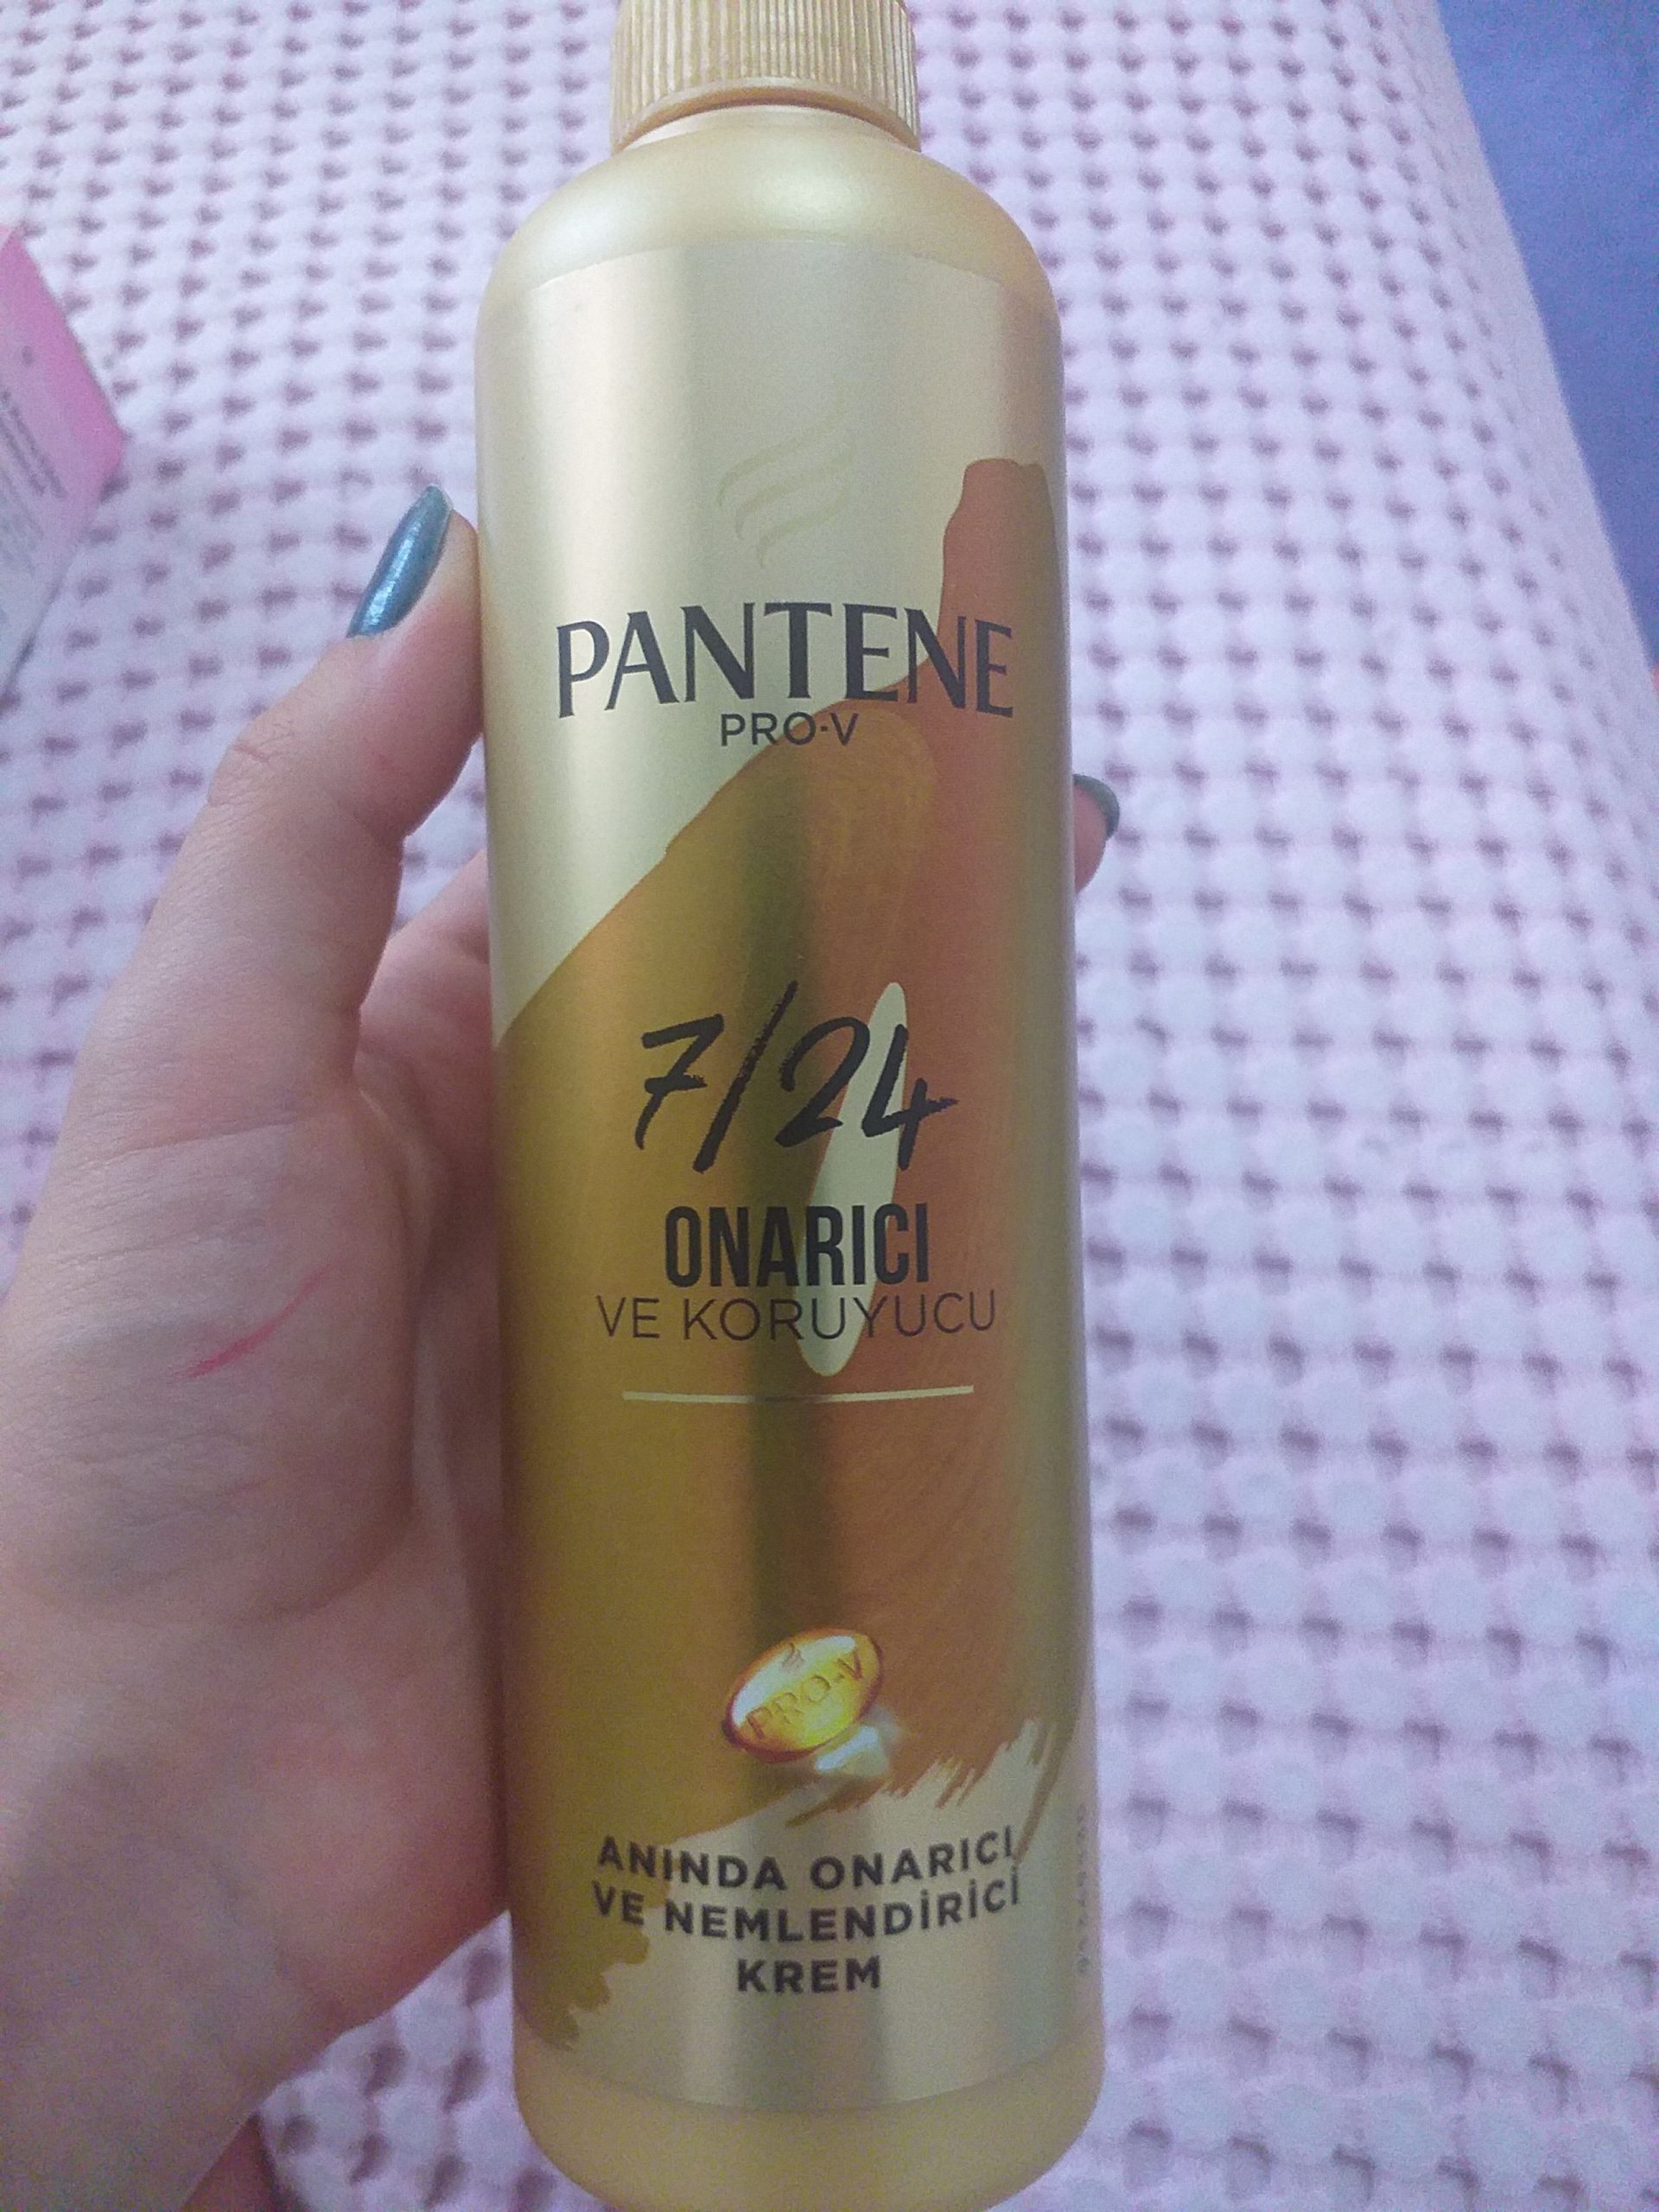 PANTENE
PRO-V
7/24
ONARICI
VE KORUYUCU
PRO-V
ANINDA ONARICI
VE NEMLENDİRİCİ
KREM